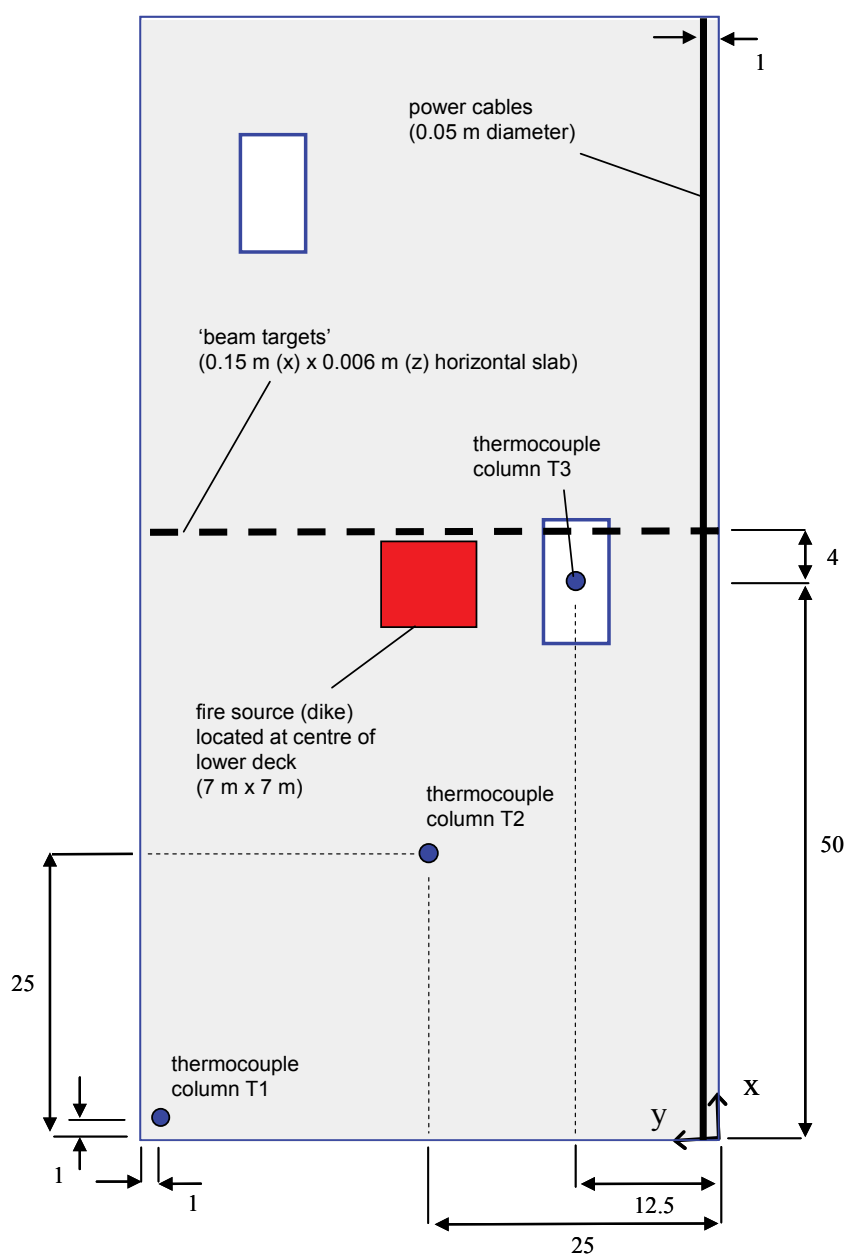 1
power cables
(0.05 m diameter)
‘beam targets’
(0.15 m (x) x 0.006 m (z) horizontal slab)
thermocouple
column T3
4
fire source (dike)
located at centre of
lower deck
(7 m x 7 m)
thermocouple
column T2
50
25
thermocouple
column T1
x
y
1
1
12.5
25